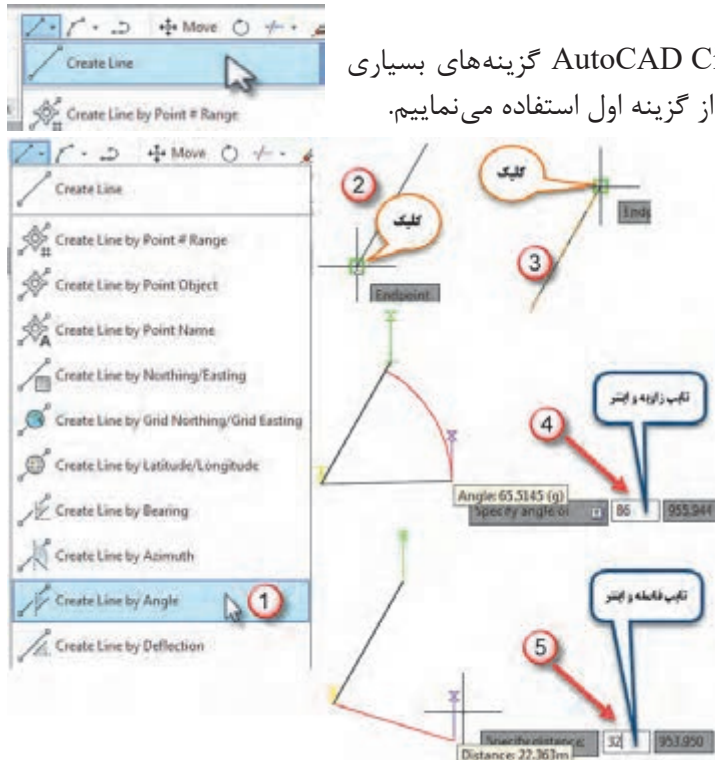 Move
Create Line
Create Line by Point # Range
AutoCAD C گزینه‌های بسیاری
از گزینه اول استفاده می‌نماییم.
Move
Create Line
Create Line by Point # Range
Create Line by Point Object
Create Line by Point Name
Create Line by Northing/Easting
Create Line by Grid Northing/Grid Easting
Create Line by Latitude/Longitude
Create Line by Bearing
Create Line by Azimuth
Create Line by Angle
1
Create Line by Deflection
2
کلیک
Endpoint
کلیک
Endp
3
تایپ زاویه و اینتر
4
Angle: 65.5145 (g)
Specify angle or
86
955.944
تایپ فاصله و اینتر
5
Specify distance:
32
953.950
Distance: 22.363m